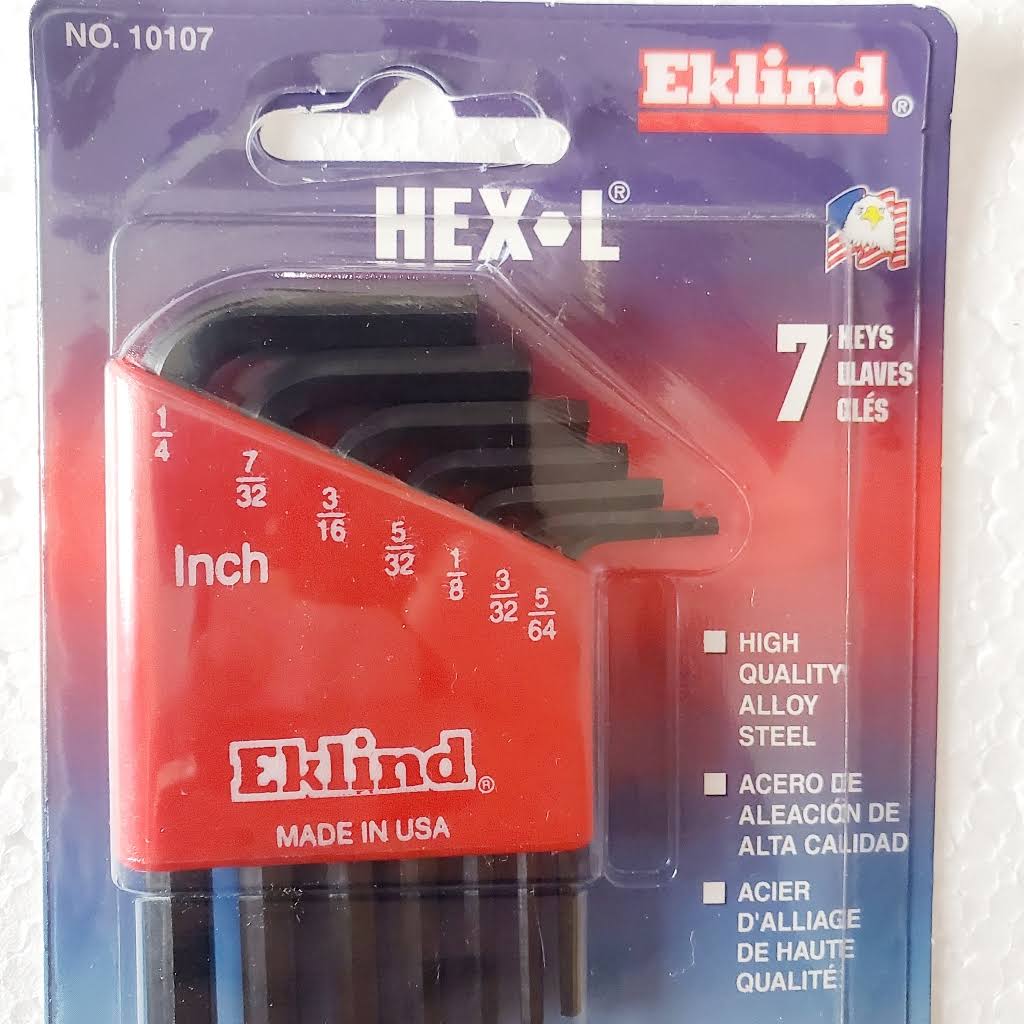 NO. 10107
Eklind®
HEX•L®
7 KEYS
LLAVES
CLÉS
1/4
7/32
3/16
5/32
1/8
3/32
5/64
Inch
Eklind®
MADE IN USA
HIGH
QUALITY
ALLOY
STEEL
ACERO DE
ALEACIÓN DE
ALTA CALIDAD
ACIER
D'ALLIAGE
DE HAUTE
QUALITÉ